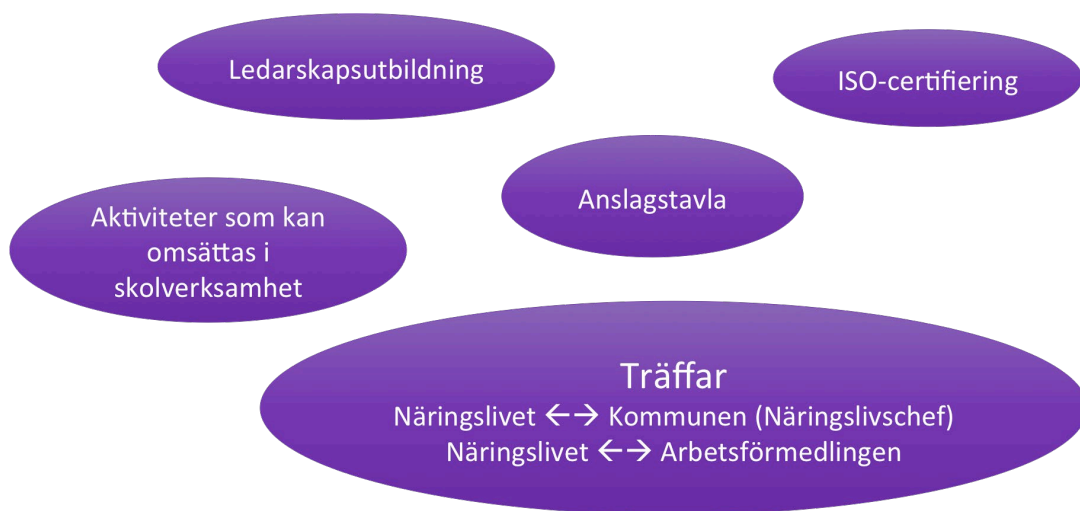 Ledarskapsutbildning
ISO-certifiering
Anslagstavla
Aktiviteter som kan
omsättas i
skolverksamhet
Träffar
Näringslivet ←→ Kommunen (Näringslivschef)
Näringslivet ←→ Arbetsförmedlingen